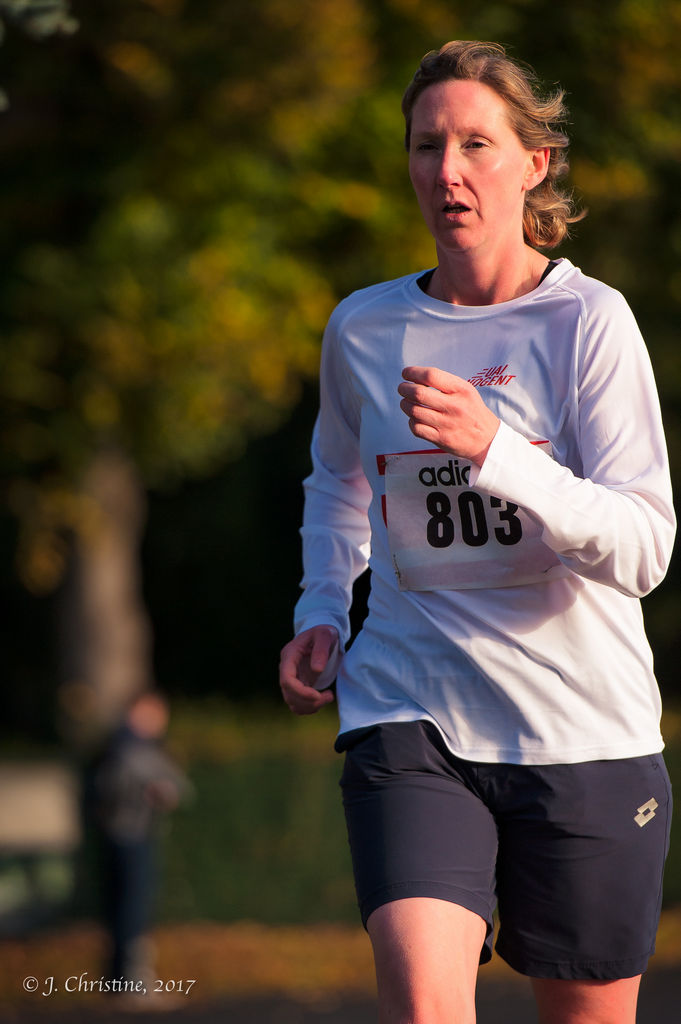 UAI
NOGENT
adid
803
© J. Christine, 2017